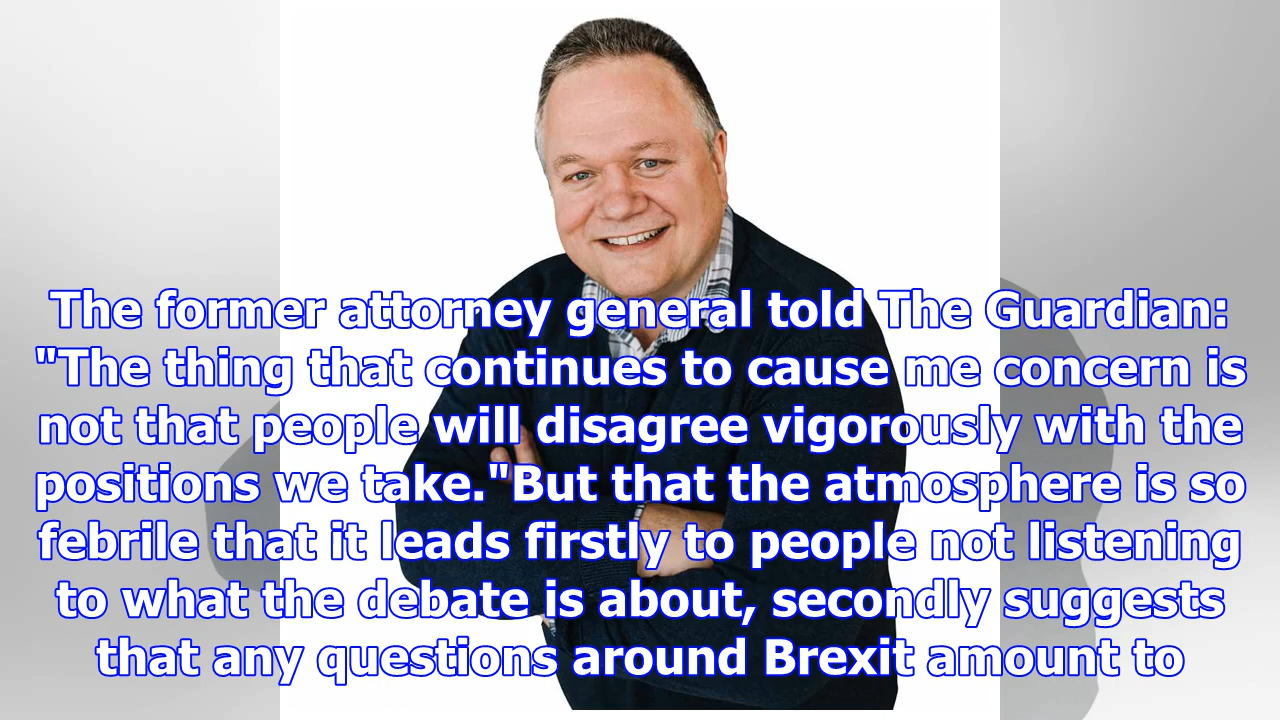 The former attorney general told The Guardian:
"The thing that continues to cause me concern is
not that people will disagree vigorously with the
positions we take."But that the atmosphere is so
febrile that it leads firstly to people not listening
to what the debate is about, secondly suggests
that any questions around Brexit amount to